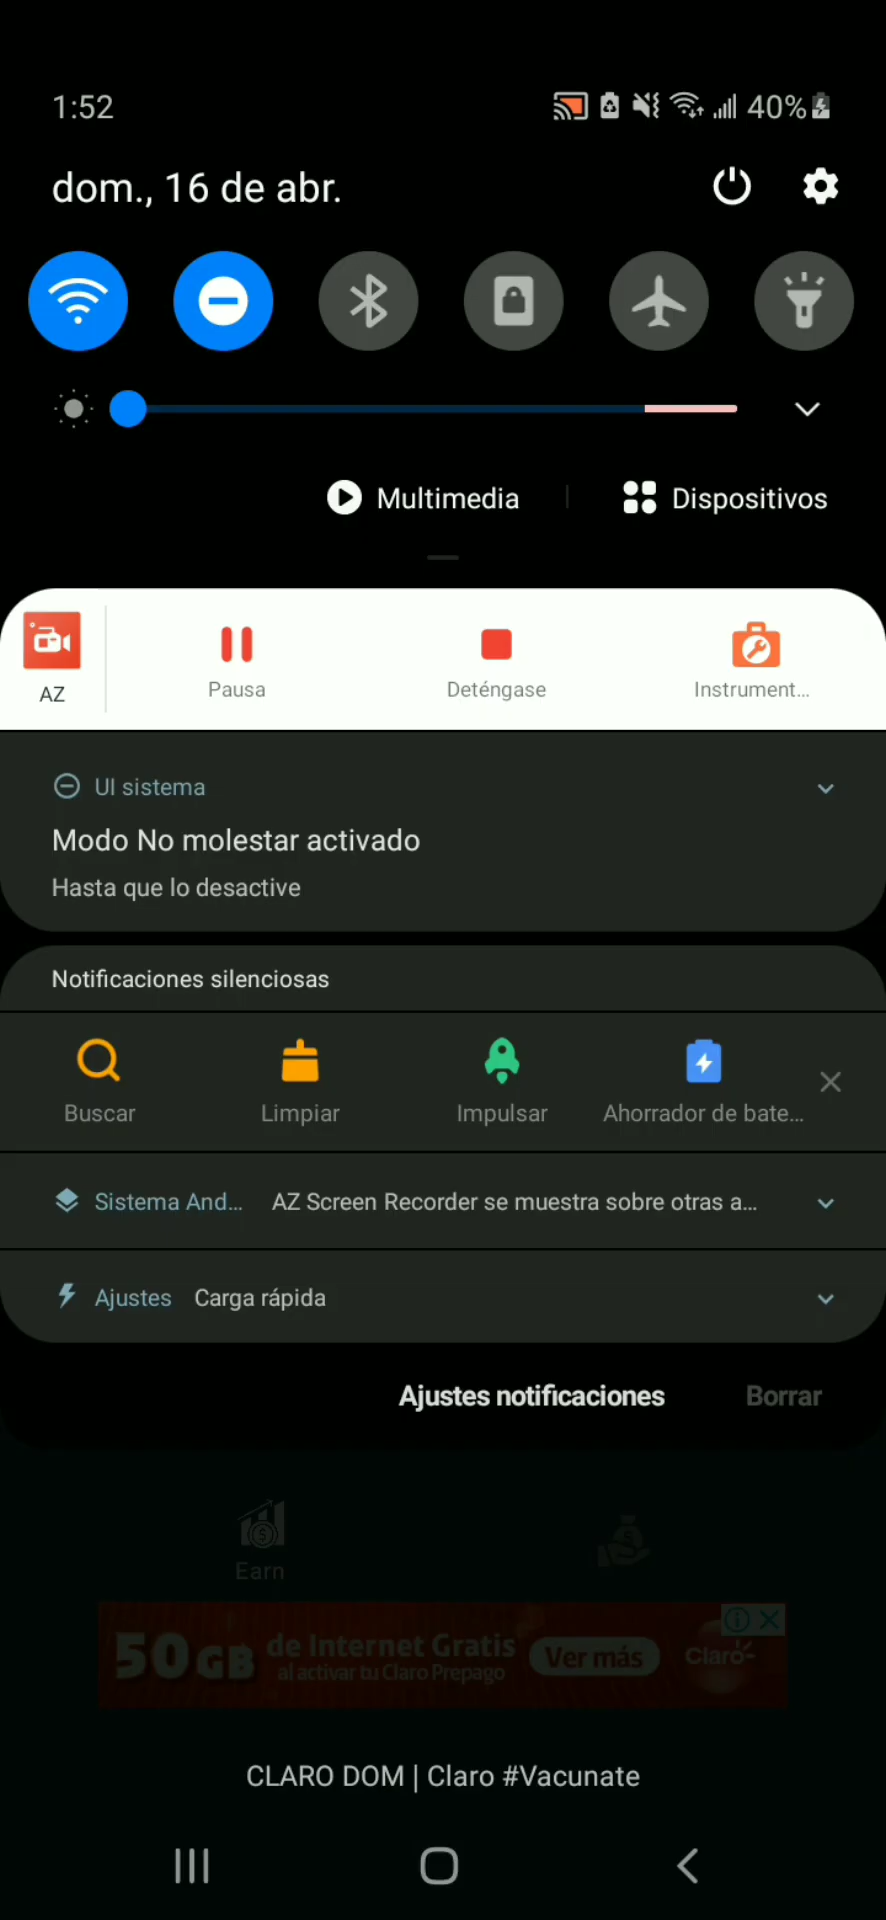 1:52
40%
dom., 16 de abr.
Multimedia
Dispositivos
AZ
Pausa
Deténgase
Instrument...
UI sistema
Modo No molestar activado
Hasta que lo desactive
Notificaciones silenciosas
Buscar
Limpiar
Impulsar
Ahorrador de bate...
Sistema And... AZ Screen Recorder se muestra sobre otras a...
Ajustes Carga rápida
Ajustes notificaciones
Borrar
Earn
50GB
de Internet Gratis
al activar tu Claro Prepago
Ver más
Claro
CLARO DOM | Claro #Vacunate